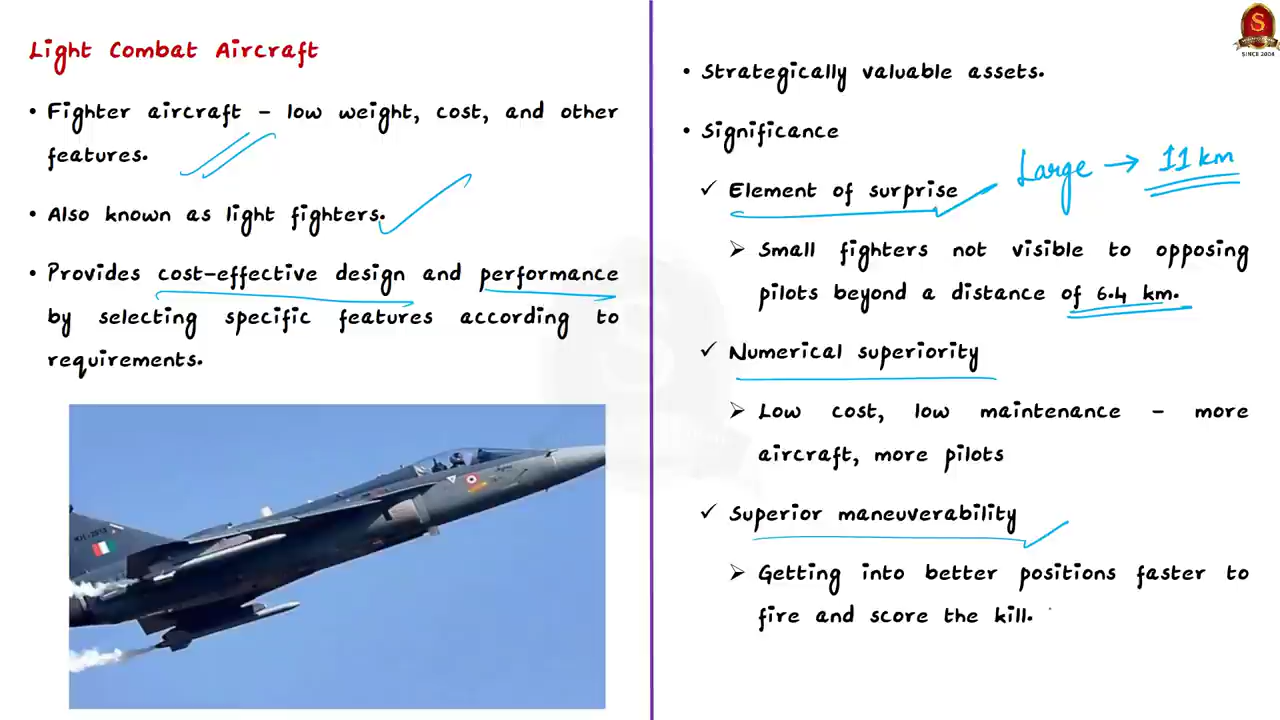 Light Combat Aircraft
• Fighter aircraft – low weight, cost, and other
features.
• Also known as light fighters.
• Provides cost-effective design and performance
by selecting specific features according to
requirements.
• Strategically valuable assets.
• Significance
✓ Element of surprise
Large → 11 km
➢ Small fighters not visible to opposing
pilots beyond a distance of 6.4 km.
✓ Numerical superiority
➢ Low cost, low maintenance – more
aircraft, more pilots
✓ Superior maneuverability
➢ Getting into better positions faster to
fire and score the kill.
S
SINCE 2004